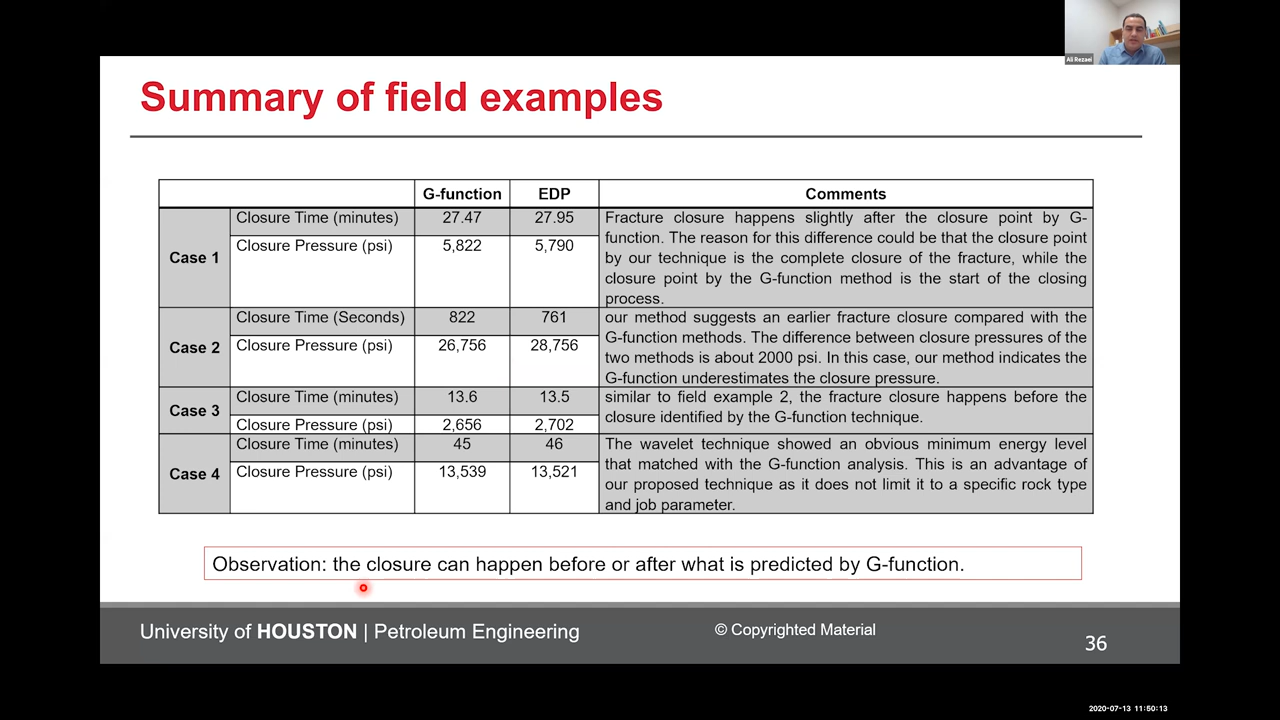 Ali Rezaei
Summary of field examples
G-function EDP Comments
Case 1
Closure Time (minutes) 27.47 27.95
Closure Pressure (psi) 5,822 5,790
Fracture closure happens slightly after the closure point by G-
function. The reason for this difference could be that the closure point
by our technique is the complete closure of the fracture, while the
closure point by the G-function method is the start of the closing
process.
Case 2
Closure Time (Seconds) 822 761
Closure Pressure (psi) 26,756 28,756
our method suggests an earlier fracture closure compared with the
G-function methods. The difference between closure pressures of the
two methods is about 2000 psi. In this case, our method indicates the
G-function underestimates the closure pressure.
Case 3
Closure Time (minutes) 13.6 13.5
Closure Pressure (psi) 2,656 2,702
similar to field example 2, the fracture closure happens before the
closure identified by the G-function technique.
Case 4
Closure Time (minutes) 45 46
Closure Pressure (psi) 13,539 13,521
The wavelet technique showed an obvious minimum energy level
that matched with the G-function analysis. This is an advantage of
our proposed technique as it does not limit it to a specific rock type
and job parameter.
Observation: the closure can happen before or after what is predicted by G-function.
University of HOUSTON | Petroleum Engineering
© Copyrighted Material
36
2020-07-13 11:50:13